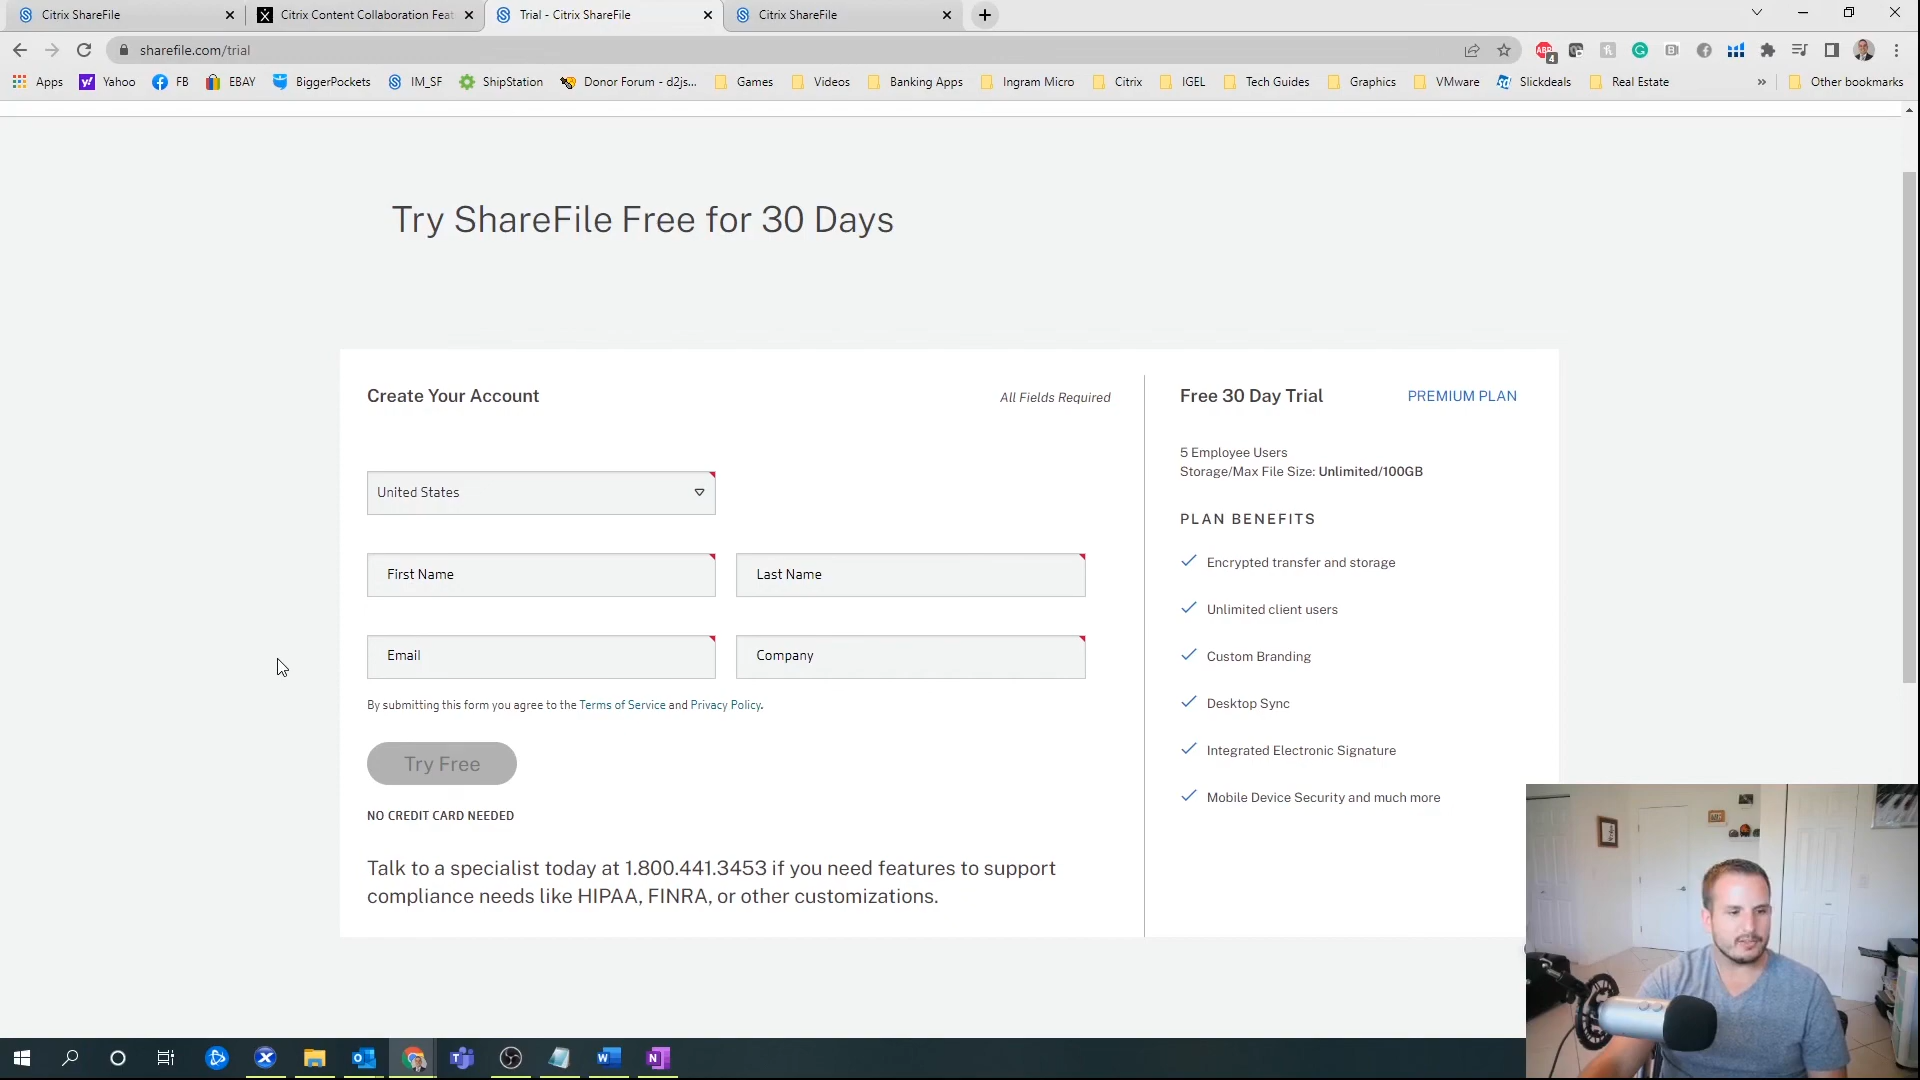 Citrix ShareFile
Citrix Content Collaboration Feat
Trial - Citrix ShareFile
Citrix ShareFile
sharefile.com/trial
ABP
4
Apps
Yahoo
FB
EBAY
BiggerPockets
IM_SF
ShipStation
Donor Forum - d2js...
Games
Videos
Banking Apps
Ingram Micro
Citrix
IGEL
Tech Guides
Graphics
VMware
Slickdeals
Real Estate
»
Other bookmarks
Try ShareFile Free for 30 Days
Create Your Account
All Fields Required
United States
First Name
Last Name
Email
Company
By submitting this form you agree to the Terms of Service and Privacy Policy.
Try Free
NO CREDIT CARD NEEDED
Talk to a specialist today at 1.800.441.3453 if you need features to support
compliance needs like HIPAA, FINRA, or other customizations.
Free 30 Day Trial
PREMIUM PLAN
5 Employee Users
Storage/Max File Size: Unlimited/100GB
PLAN BENEFITS
Encrypted transfer and storage
Unlimited client users
Custom Branding
Desktop Sync
Integrated Electronic Signature
Mobile Device Security and much more